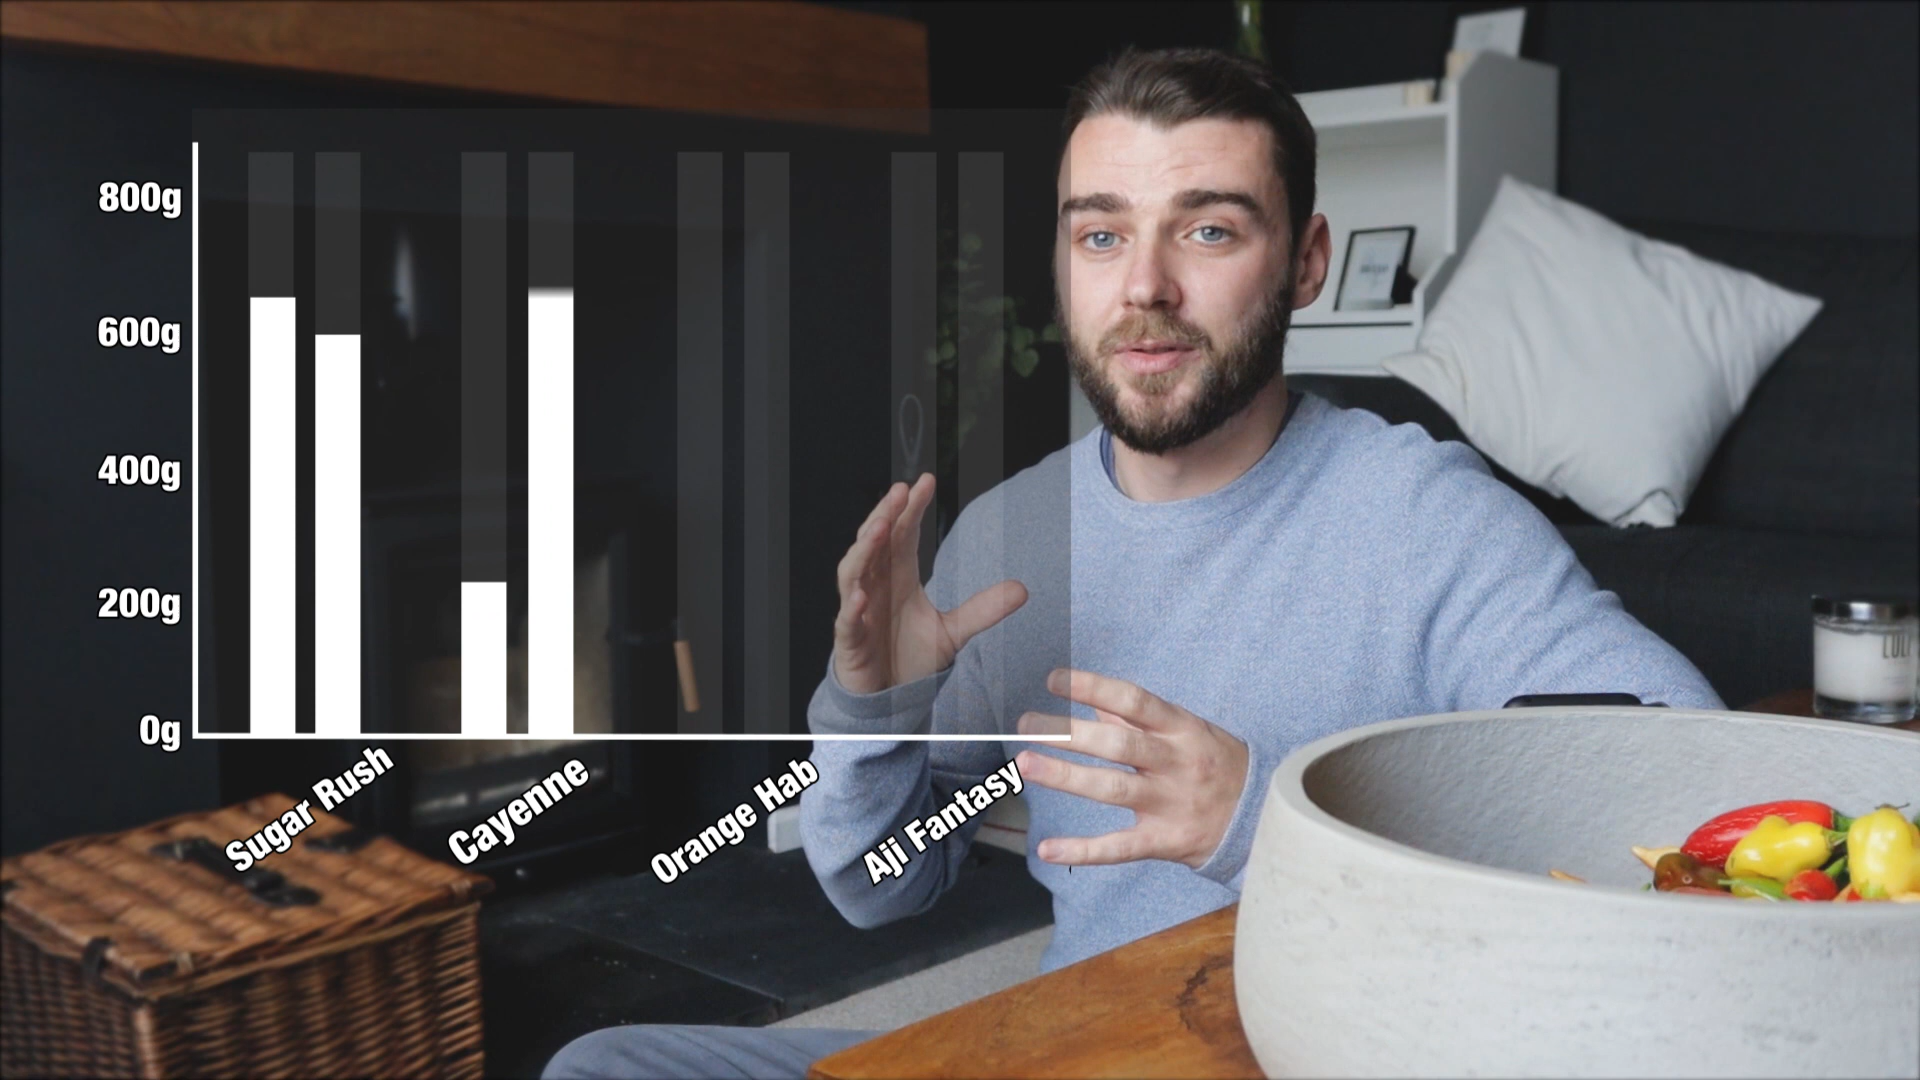 800g
600g
400g
200g
0g
Sugar Rush
Cayenne
Orange Hab
Aji Fantasy